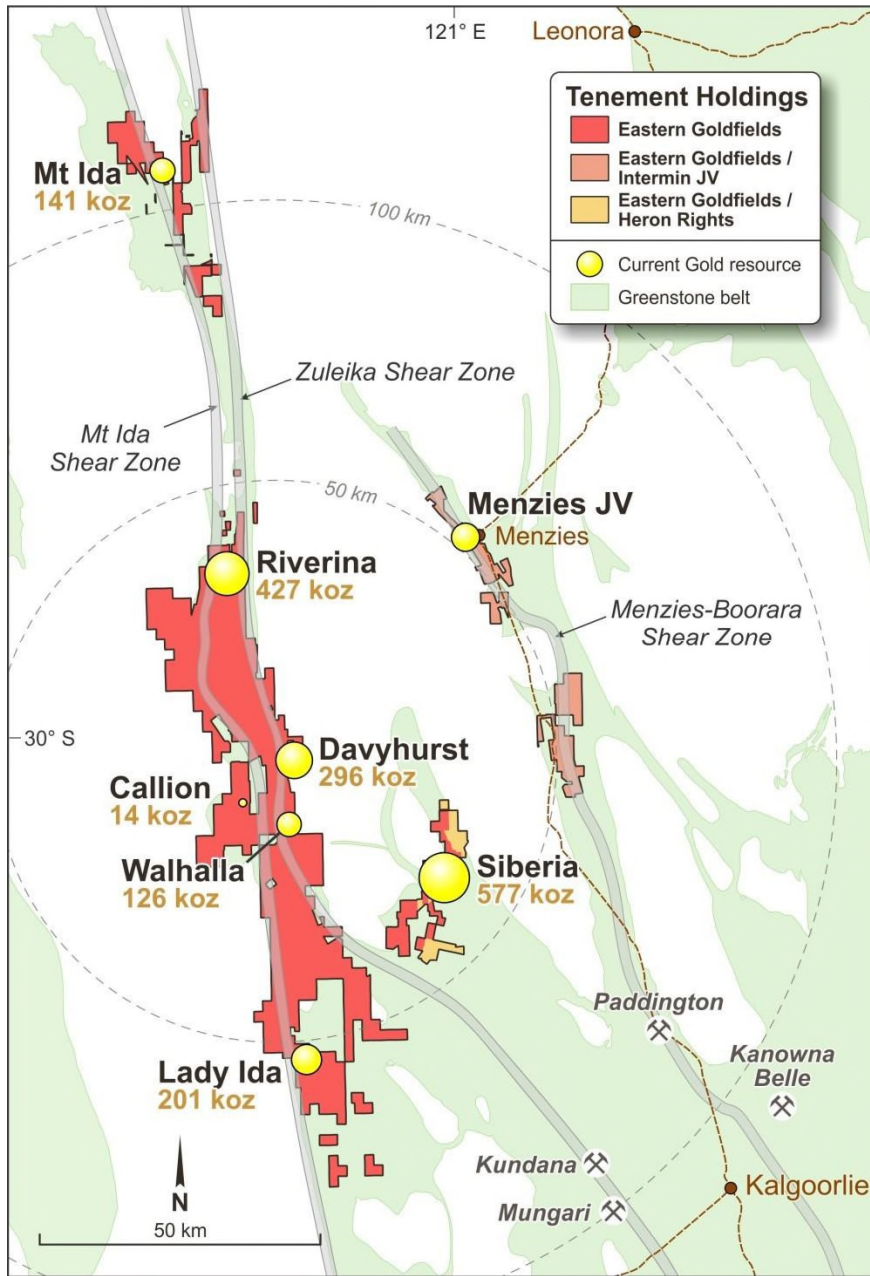 121° E
Leonora
Tenement Holdings
Eastern Goldfields
Eastern Goldfields /
Intermin JV
Eastern Goldfields /
Heron Rights
Current Gold resource
Greenstone belt
Mt Ida
141 koz
100 km
Zuleika Shear Zone
Mt Ida
Shear Zone
50 km
Menzies JV
Menzies
Riverina
427 koz
Menzies-Boorara
Shear Zone
30° S
Davyhurst
296 koz
Callion
14 koz
Walhalla
126 koz
Siberia
577 koz
Paddington
Kanowna
Belle
Lady Ida
201 koz
Kundana
Mungari
Kalgoorlie
N
50 km